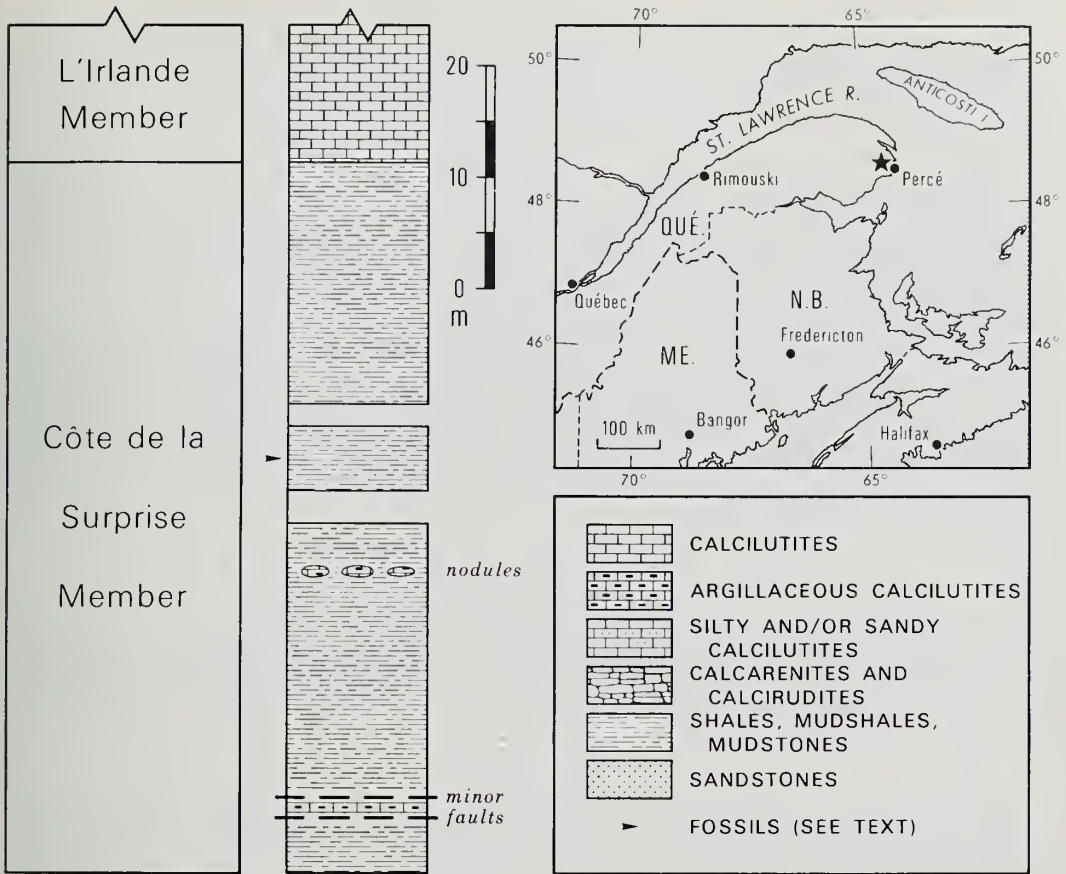 L'Irlande
Member
Côte de la
Surprise
Member
20
10
0
m
nodules
minor
faults
70°
65°
50°
50°
ANTICOSTI I.
ST. LAWRENCE R.
Rimouski
Percé
48°
48°
QUÉ.
Québec
N.B.
Fredericton
46°
46°
ME.
Bangor
100 km
Halifax
70°
65°
CALCILUTITES
ARGILLACEOUS CALCILUTITES
SILTY AND/OR SANDY
CALCILUTITES
CALCARENITES AND
CALCIRUDITES
SHALES, MUDSHALES,
MUDSTONES
SANDSTONES
FOSSILS (SEE TEXT)